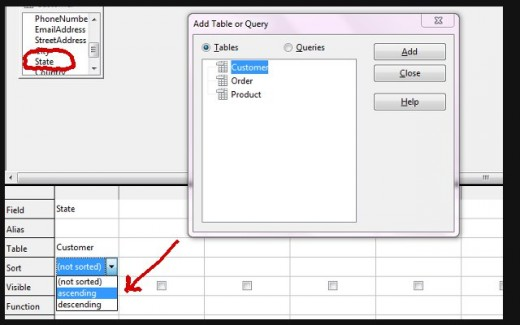 PhoneNumbe
EmailAddress
StreetAddress
City
State
Country
Add Table or Query
Tables
Queries
Customer
Order
Product
Add
Close
Help
Field
State
Alias
Table
Customer
Sort
(not sorted)
(not sorted)
Visible
ascending
descending
Function